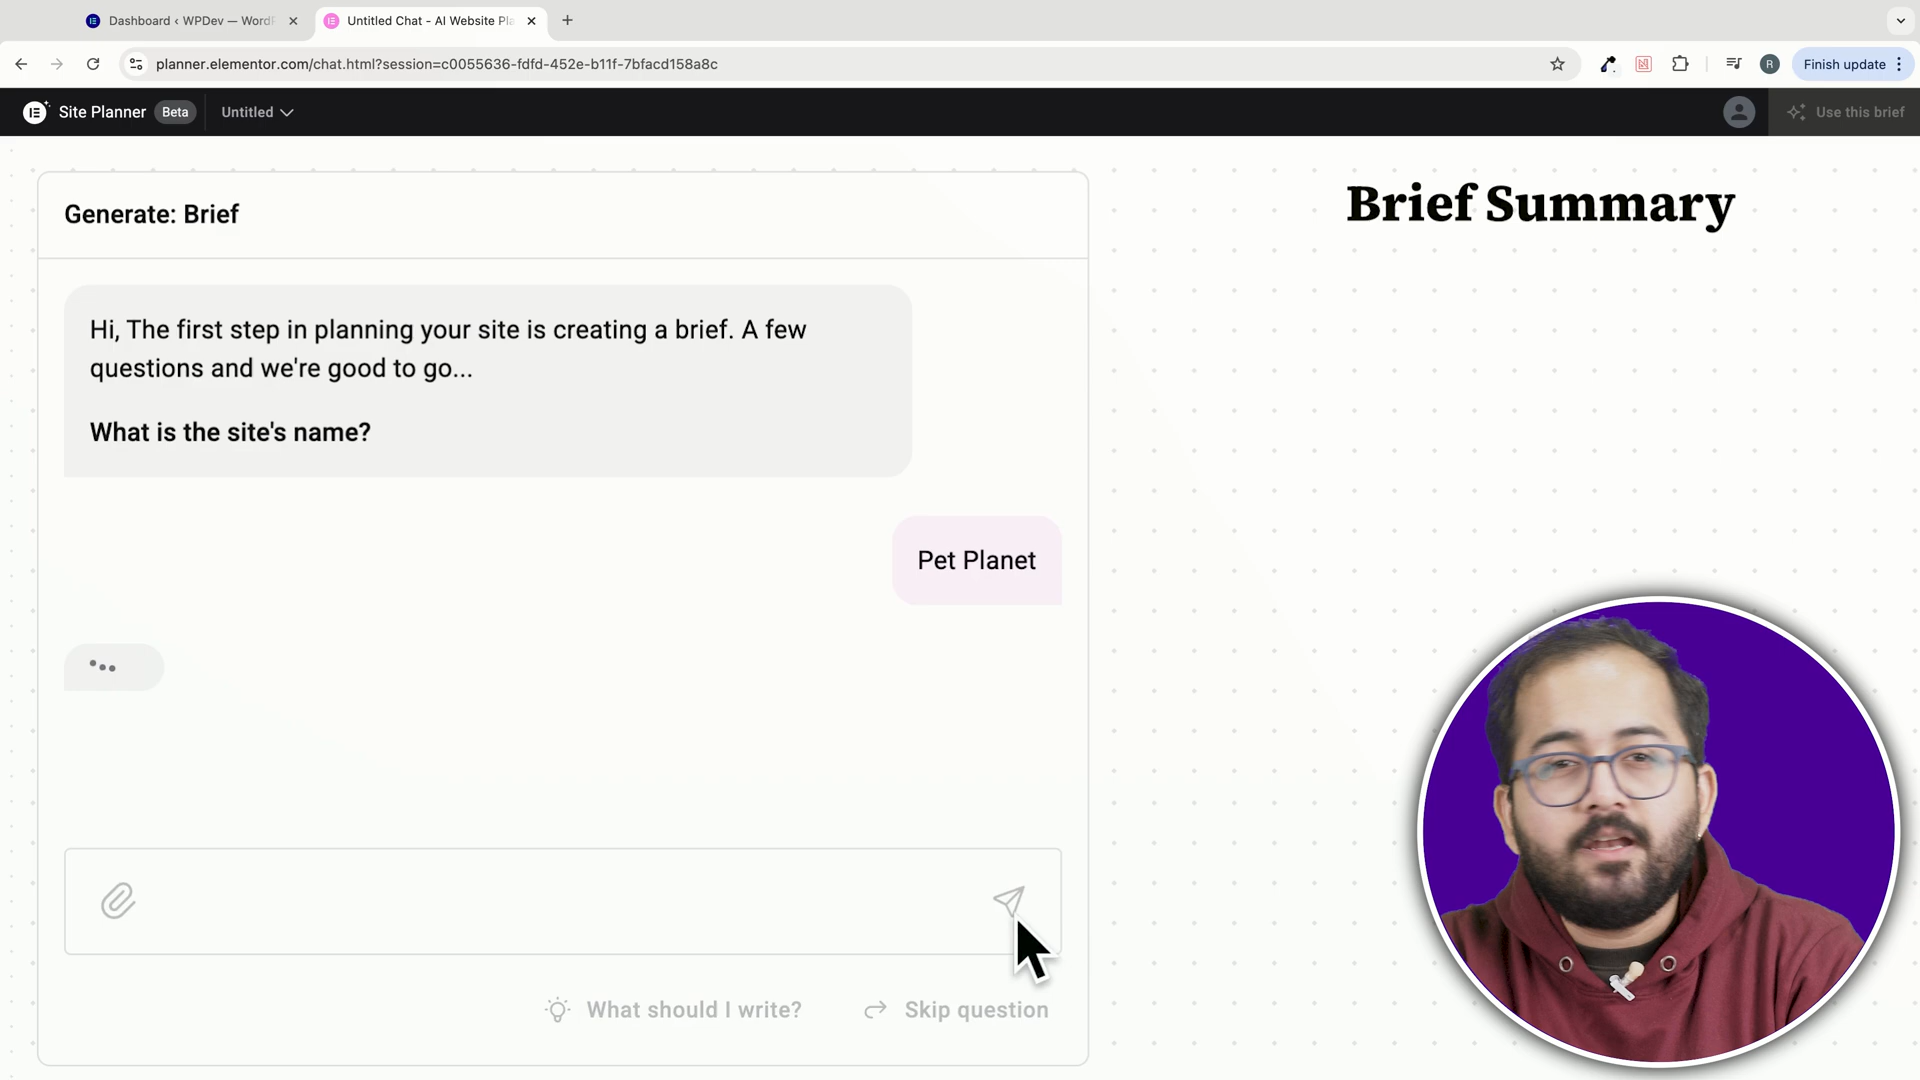 Dashboard ‹ WPDev — Word
Untitled Chat - AI Website Pla
planner.elementor.com/chat.html?session=c0055636-fdfd-452e-b11f-7bfacd158a8c
R
Finish update
Site Planner
Beta
Untitled
Use this brief
Generate: Brief
Brief Summary
Hi, The first step in planning your site is creating a brief. A few
questions and we're good to go...
What is the site's name?
Pet Planet
What should I write?
Skip question